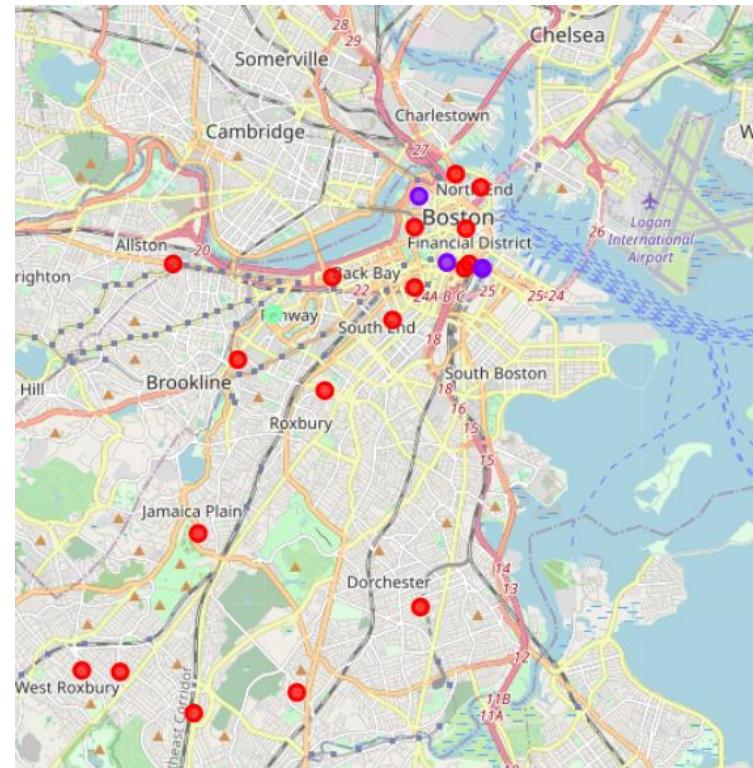 28
29
Chelsea
Somerville
Charlestown
Cambridge
27
W
North End
Boston
Logan
International
Airport
26
Allston
20
Financial District
righton
Back Bay
22
24A-B-C
25
25-24
Fenway
South End
18
Brookline
South Boston
Hill
18
16
Roxbury
15
15
Jamaica Plain
14
13
Dorchester
12
West Roxbury
11B
11A
10